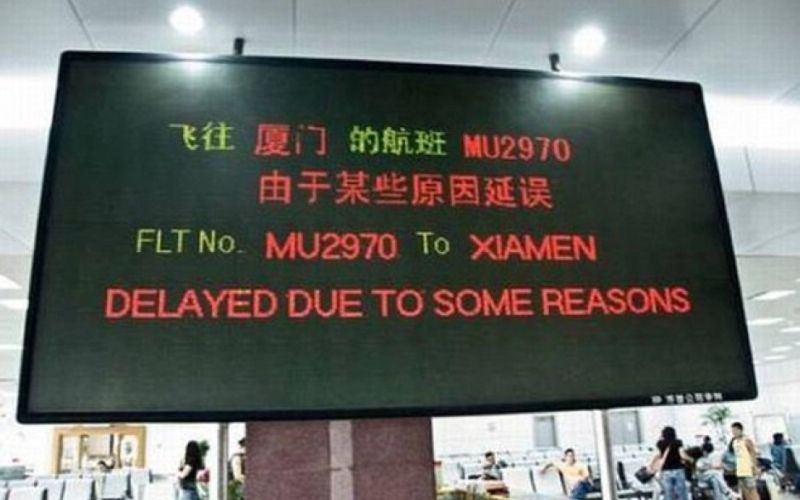 飞往 厦门 的航班 MU2970
由于某些原因延误
FLT No. MU2970 To XIAMEN
DELAYED DUE TO SOME REASONS